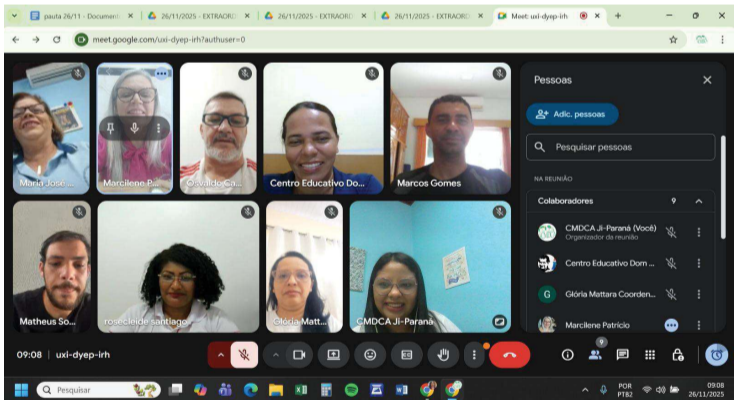 pauta 26/11 - Document
26/11/2025 - EXTRAORD
26/11/2025 - EXTRAORD
26/11/2025 - EXTRAORD
Meet: uxi-dyep-irh
meet.google.com/uxi-dyep-irh?authuser=0
Maria José ...
Marcilene P...
Osvaldo Ca...
Centro Educativo Do...
Marcos Gomes
Matheus So...
rosecleide santiago
Glória Matt...
CMDCA Ji-Paraná
Pessoas
Adic. pessoas
Pesquisar pessoas
NA REUNIÃO
Colaboradores 9
CMDCA Ji-Paraná (Você)
Organizador da reunião
Centro Educativo Dom ...
G Glória Mattara Coorden...
Marcilene Patrício
09:08 | uxi-dyep-irh
9
Pesquisar
POR
PTB2
09:08
26/11/2025